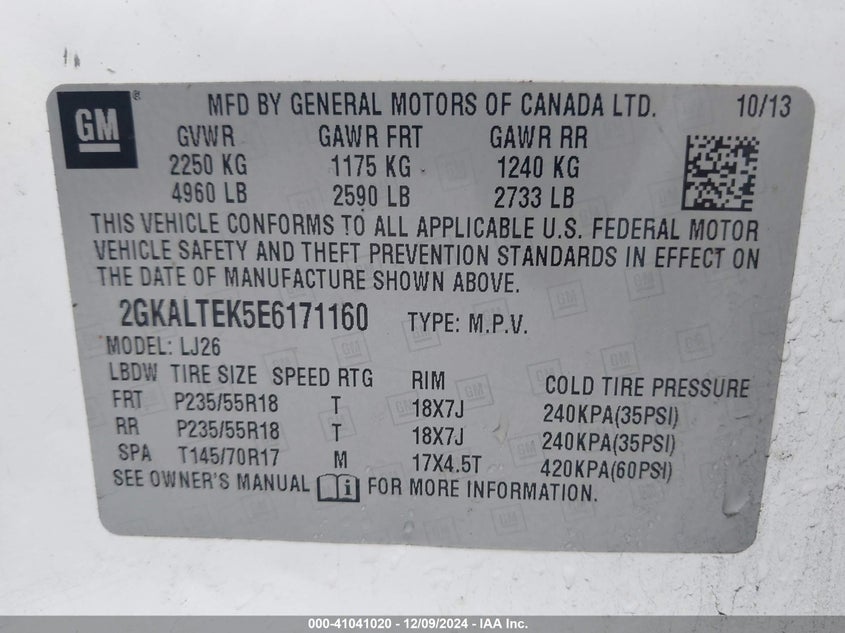 GM
MFD BY GENERAL MOTORS OF CANADA LTD. 10/13
GVWR GAWR FRT GAWR RR
2250 KG 1175 KG 1240 KG
4960 LB 2590 LB 2733 LB
THIS VEHICLE CONFORMS TO ALL APPLICABLE U.S. FEDERAL MOTOR
VEHICLE SAFETY AND THEFT PREVENTION STANDARDS IN EFFECT ON
THE DATE OF MANUFACTURE SHOWN ABOVE.
2GKALTEK5E6171160 TYPE: M.P.V.
MODEL: LJ26
LBDW TIRE SIZE SPEED RTG RIM COLD TIRE PRESSURE
FRT P235/55R18 T 18X7J 240KPA(35PSI)
RR P235/55R18 T 18X7J 240KPA(35PSI)
SPA T145/70R17 M 17X4.5T 420KPA(60PSI)
SEE OWNER'S MANUAL FOR MORE INFORMATION.
000-41041020 - 12/09/2024 - IAA Inc.